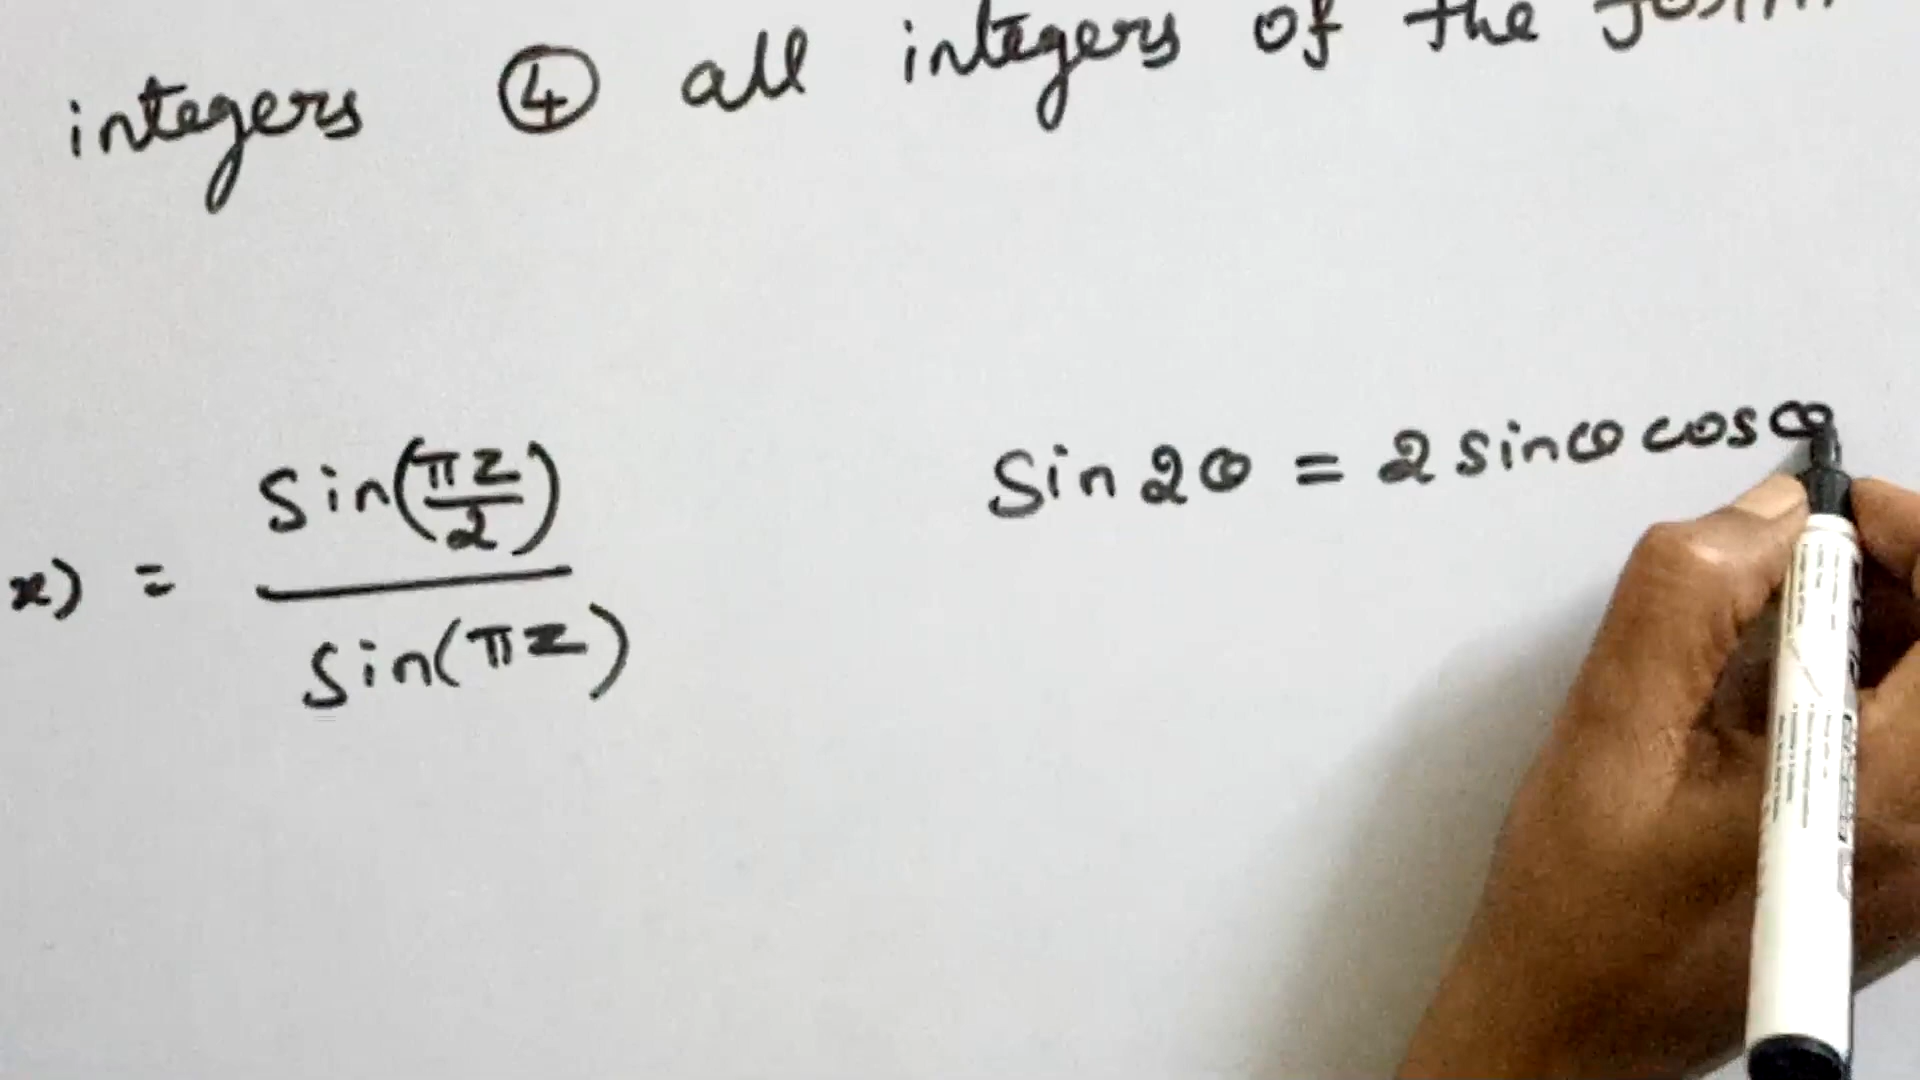 integers ④ all integers of the
x) = Sin(πz/2) / Sin(πz)
Sin 2θ = 2 sinθ cosθ